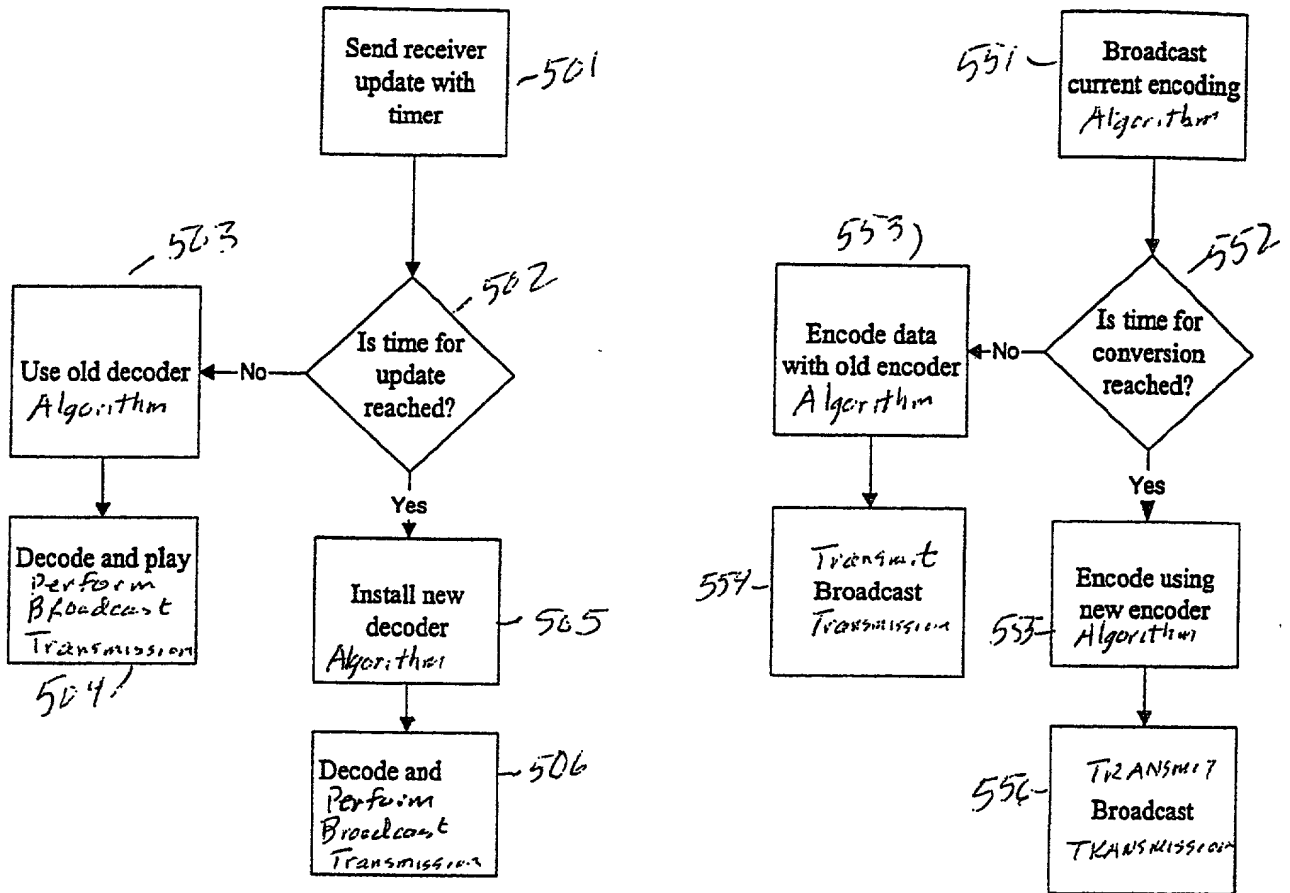 Send receiver
update with
timer
501
Is time for
update
reached?
502
No
Use old decoder
Algorithm
503
Decode and play
Perform
Broadcast
Transmission
504
Yes
Install new
decoder
Algorithm
505
Decode and
Perform
Broadcast
Transmission
506
551
Broadcast
current encoding
Algorithm
552
Is time for
conversion
reached?
No
553
Encode data
with old encoder
Algorithm
554
Transmit
Broadcast
Transmission
Yes
Encode using
new encoder
Algorithm
555
TRANSMIT
Broadcast
TRANSMISSION
556